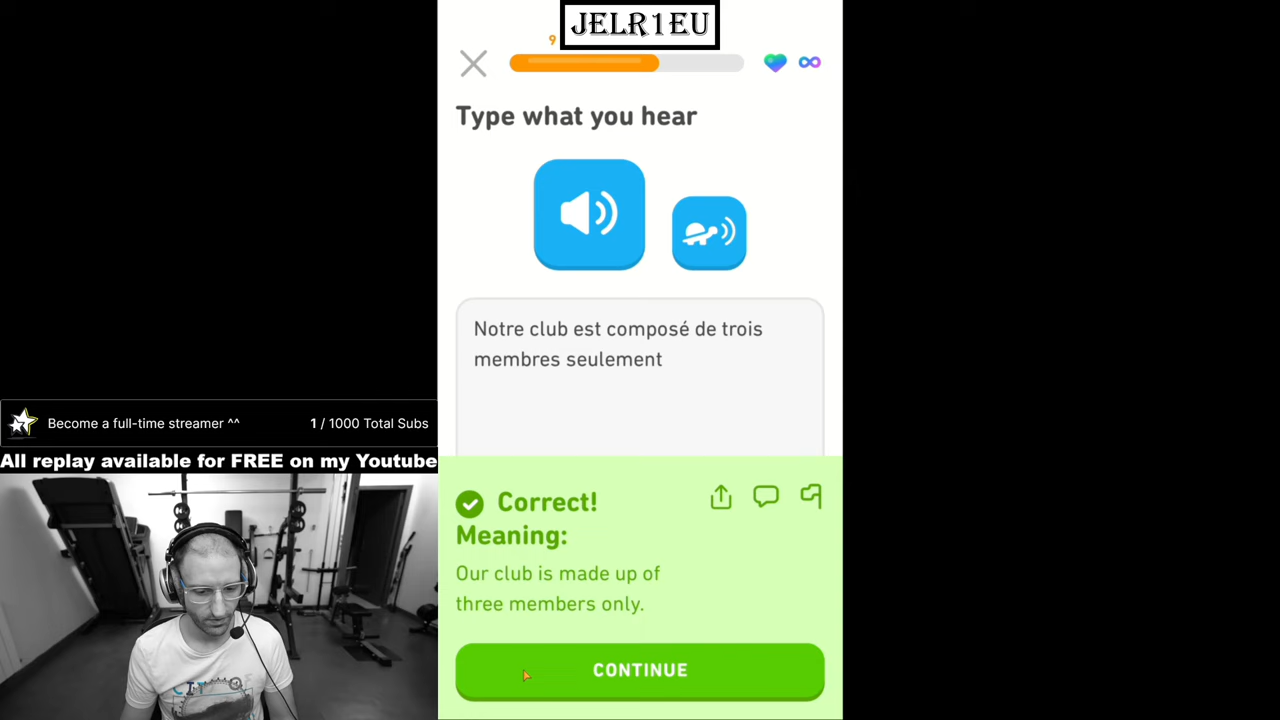 JELR1EU
9
Type what you hear
Notre club est composé de trois
membres seulement
Become a full-time streamer ^^ 1 / 1000 Total Subs
All replay available for FREE on my Youtube
Correct!
Meaning:
Our club is made up of
three members only.
CONTINUE